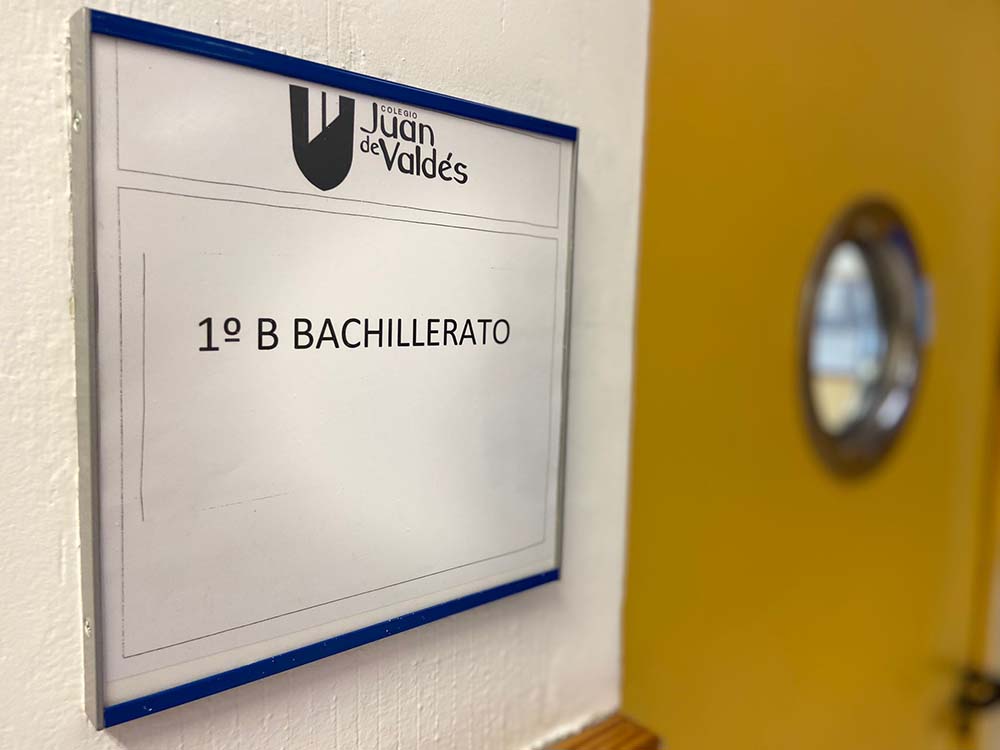 COLEGIO
Juan
de Valdés
1º B BACHILLERATO